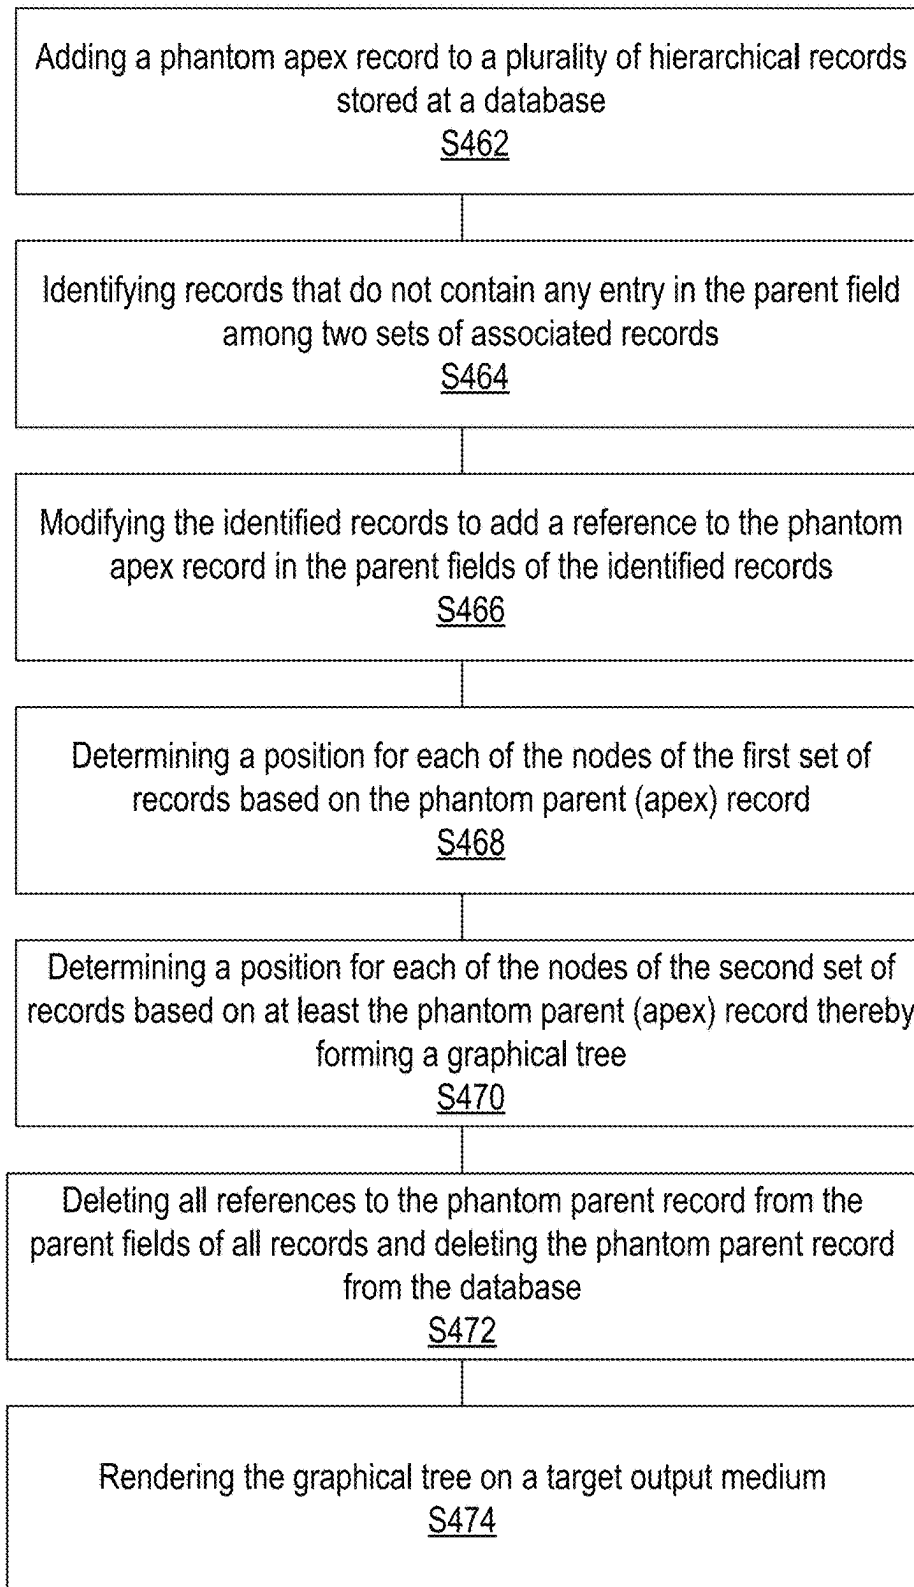 Adding a phantom apex record to a plurality of hierarchical records
stored at a database
S462
Identifying records that do not contain any entry in the parent field
among two sets of associated records
S464
Modifying the identified records to add a reference to the phantom
apex record in the parent fields of the identified records
S466
Determining a position for each of the nodes of the first set of
records based on the phantom parent (apex) record
S468
Determining a position for each of the nodes of the second set of
records based on at least the phantom parent (apex) record thereby
forming a graphical tree
S470
Deleting all references to the phantom parent record from the
parent fields of all records and deleting the phantom parent record
from the database
S472
Rendering the graphical tree on a target output medium
S474